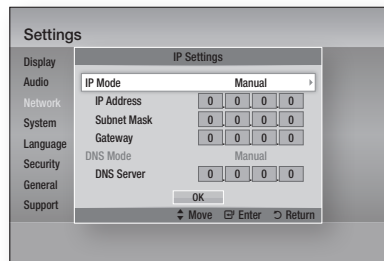 Settings
Display
Audio
Network
System
Language
Security
General
Support
IP Settings
IP Mode Manual
IP Address 0 . 0 . 0 . 0
Subnet Mask 0 . 0 . 0 . 0
Gateway 0 . 0 . 0 . 0
DNS Mode Manual
DNS Server 0 . 0 . 0 . 0
OK
Move Enter Return